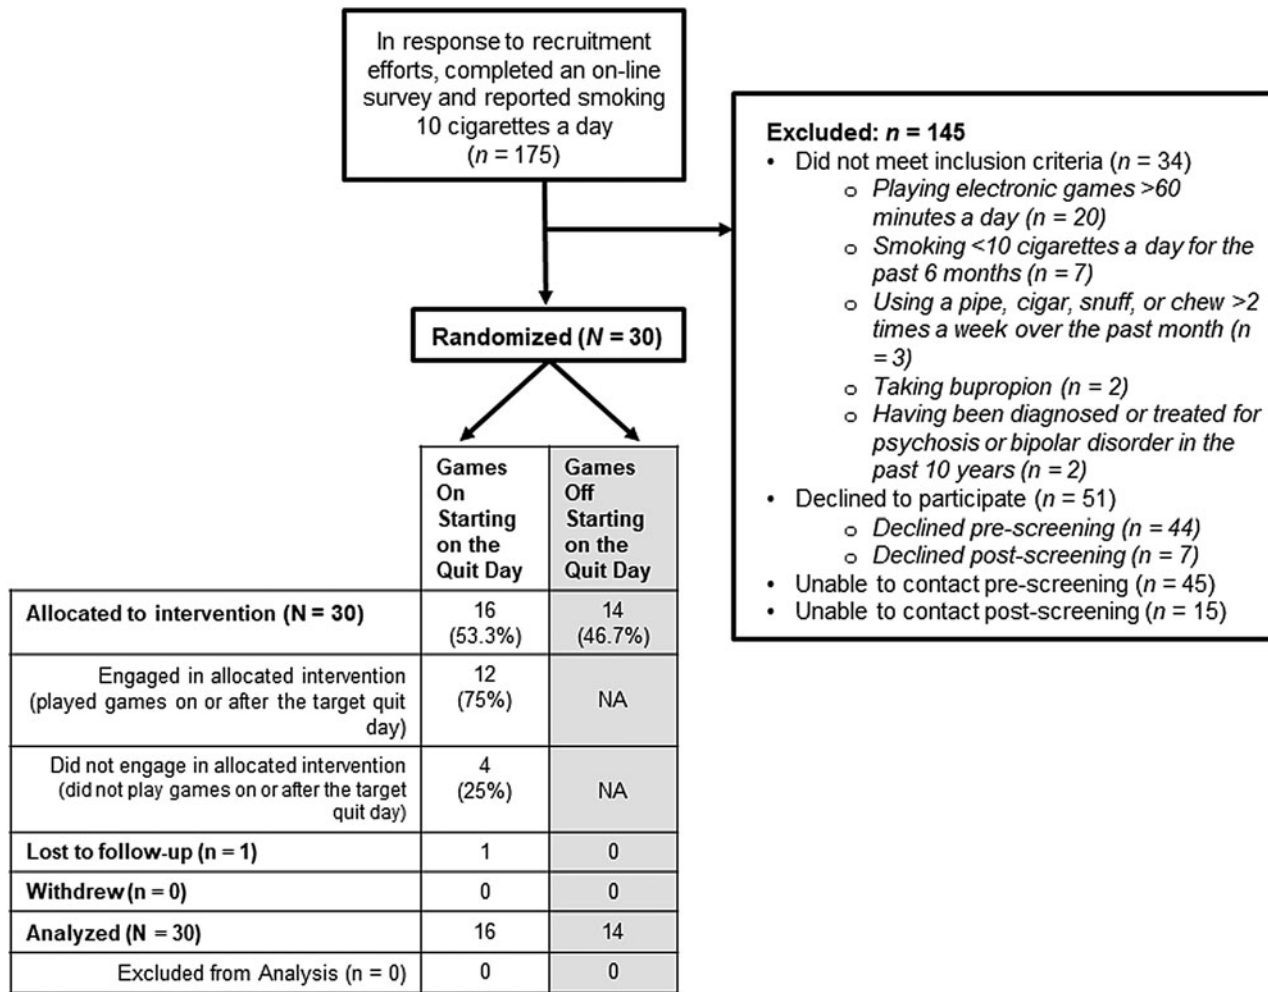 In response to recruitment
efforts, completed an on-line
survey and reported smoking
10 cigarettes a day
(n = 175)
Excluded: n = 145
• Did not meet inclusion criteria (n = 34)
o Playing electronic games >60
minutes a day (n = 20)
o Smoking <10 cigarettes a day for the
past 6 months (n = 7)
o Using a pipe, cigar, snuff, or chew >2
times a week over the past month (n
= 3)
o Taking bupropion (n = 2)
o Having been diagnosed or treated for
psychosis or bipolar disorder in the
past 10 years (n = 2)
• Declined to participate (n = 51)
o Declined pre-screening (n = 44)
o Declined post-screening (n = 7)
• Unable to contact pre-screening (n = 45)
• Unable to contact post-screening (n = 15)
Randomized (N = 30)
Games
On
Starting
on the
Quit Day
Games
Off
Starting
on the
Quit Day
Allocated to intervention (N = 30)
16
(53.3%)
14
(46.7%)
Engaged in allocated intervention
(played games on or after the target quit
day)
12
(75%)
NA
Did not engage in allocated intervention
(did not play games on or after the target
quit day)
4
(25%)
NA
Lost to follow-up (n = 1)
1
0
Withdrew (n = 0)
0
0
Analyzed (N = 30)
16
14
Excluded from Analysis (n = 0)
0
0